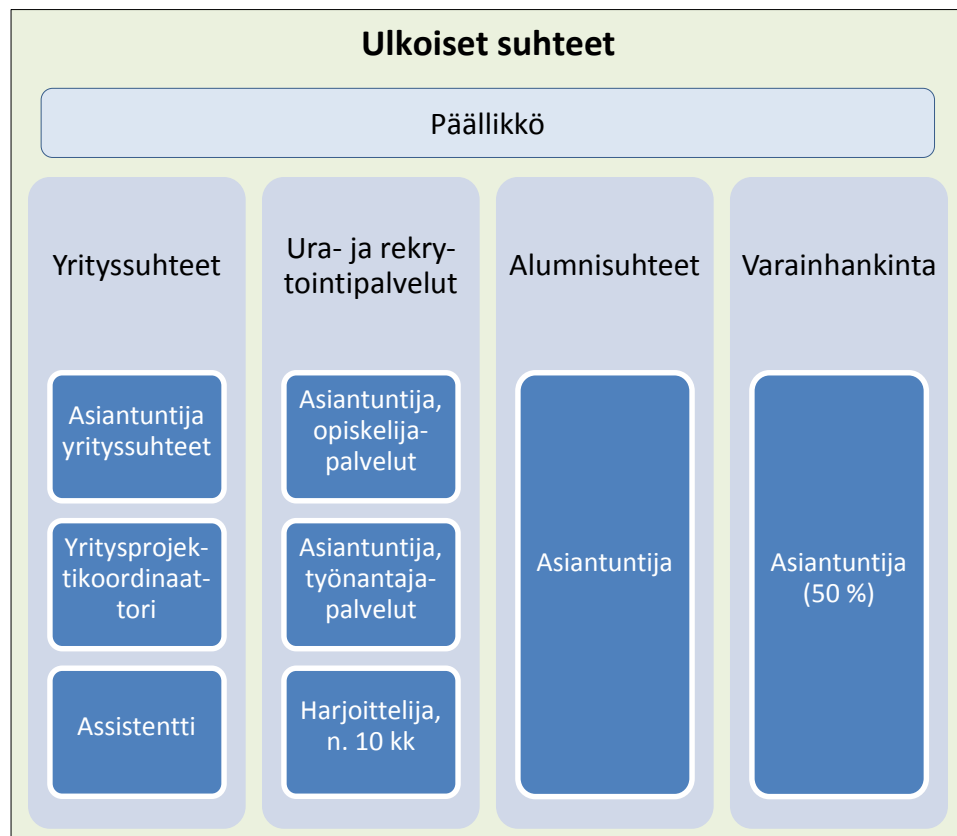 Ulkoiset suhteet
Päällikkö
Yrityssuhteet
Ura- ja rekry-
tointipalvelut
Alumnisuhteet
Varainhankinta
Asiantuntija
yrityssuhteet
Yritysprojek-
tikoordinaat-
tori
Assistentti
Asiantuntija,
opiskelija-
palvelut
Asiantuntija,
työnantaja-
palvelut
Harjoittelija,
n. 10 kk
Asiantuntija
Asiantuntija
(50 %)